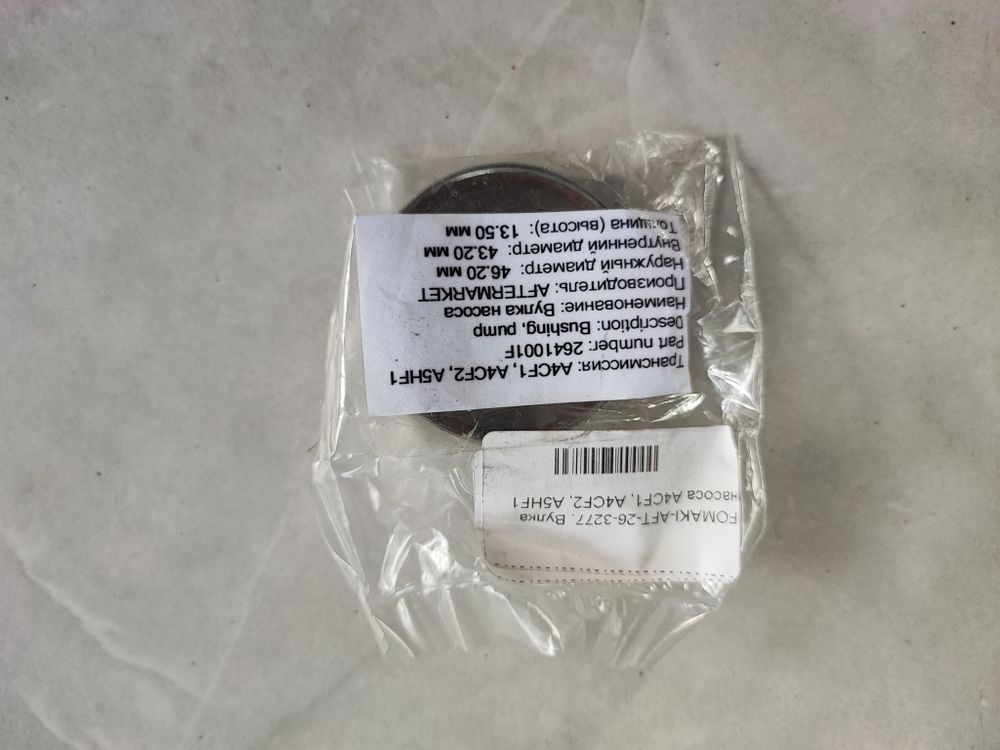 Трансмиссия: A4CF1, A4CF2, A5HF1
Part number: 2641001F
Description: Bushing, pump
Наименование: Вулка насоса
Производитель: AFTERMARKET
Наружный диаметр: 46.20 мм
Внутренний диаметр: 43.20 мм
Толщина (высота): 13.50 мм
FOMAKI-AFT-26-3277. Вулка
насоса A4CF1, A4CF2, A5HF1